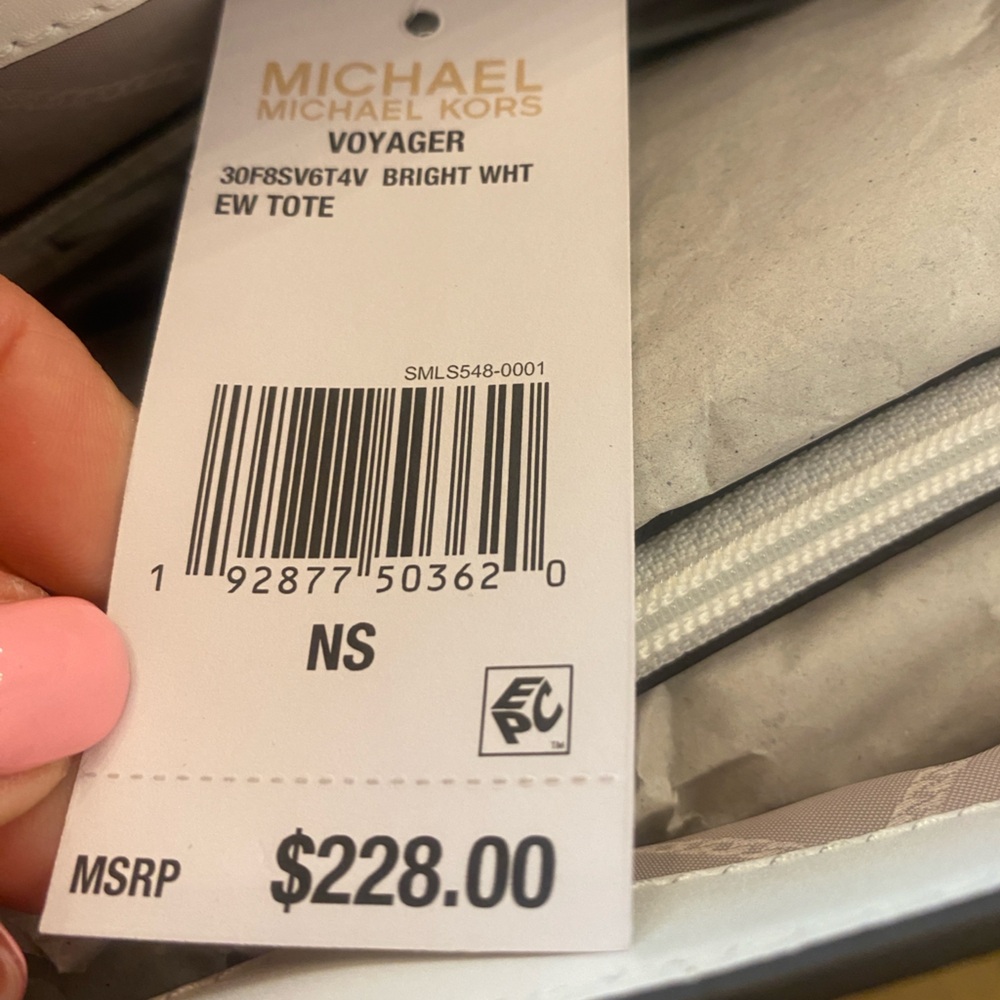 MICHAEL
MICHAEL KORS
VOYAGER
30F8SV6T4V BRIGHT WHT
EW TOTE
SMLS548-0001
1 92877 50362 0
NS
EPC™
MSRP $228.00